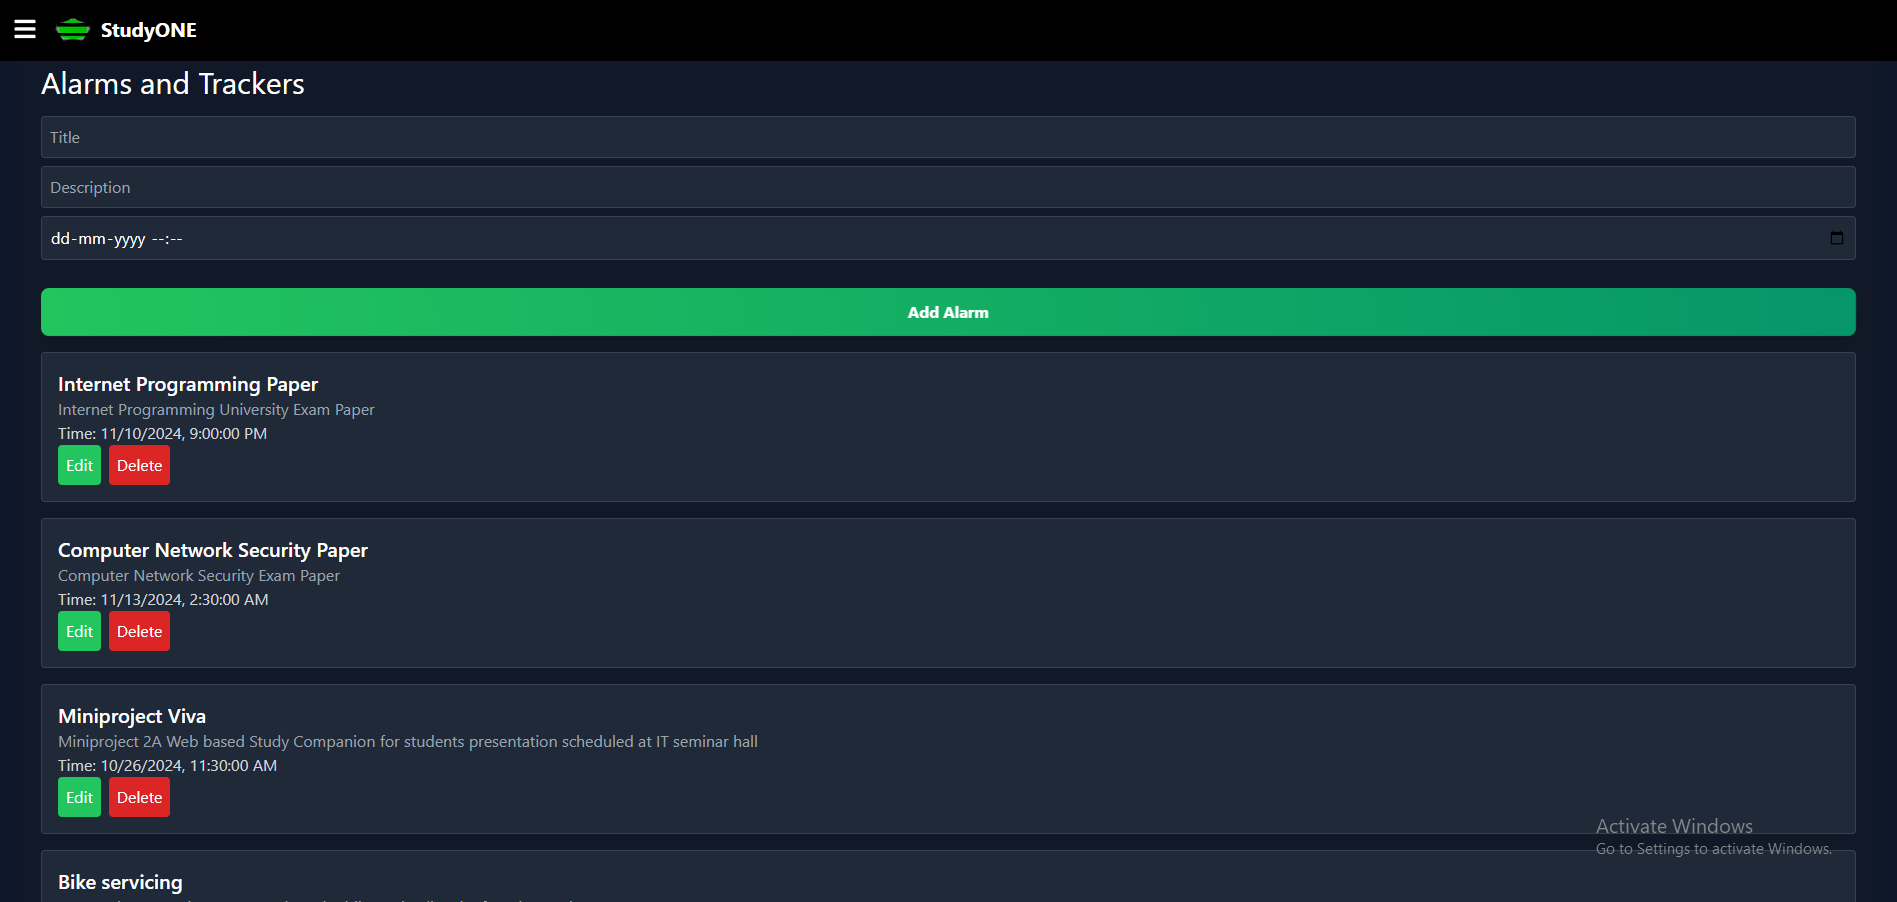 StudyONE
Alarms and Trackers
Title
Description
dd-mm-yyyy --:--
Add Alarm
Internet Programming Paper
Internet Programming University Exam Paper
Time: 11/10/2024, 9:00:00 PM
Edit Delete
Computer Network Security Paper
Computer Network Security Exam Paper
Time: 11/13/2024, 2:30:00 AM
Edit Delete
Miniproject Viva
Miniproject 2A Web based Study Companion for students presentation scheduled at IT seminar hall
Time: 10/26/2024, 11:30:00 AM
Edit Delete
Activate Windows
Go to Settings to activate Windows.
Bike servicing